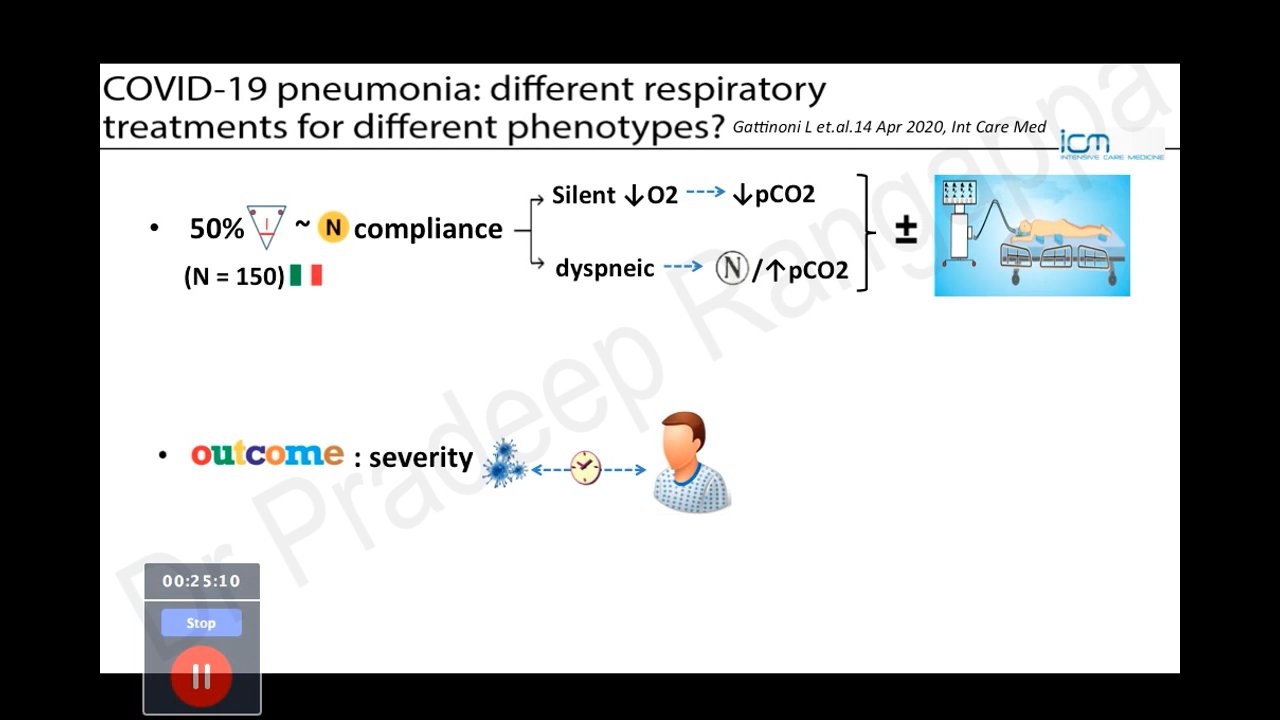 COVID-19 pneumonia: different respiratory
treatments for different phenotypes? Gattinoni L et.al.14 Apr 2020, Int Care Med
icm
INTENSIVE CARE MEDICINE
Silent ↓O2 ---> ↓pCO2
• 50% ~ N compliance
±
dyspneic ---> N/↑pCO2
(N = 150)
• outcome : severity
Dr Pradeep Rangappa
00:25:10
Stop